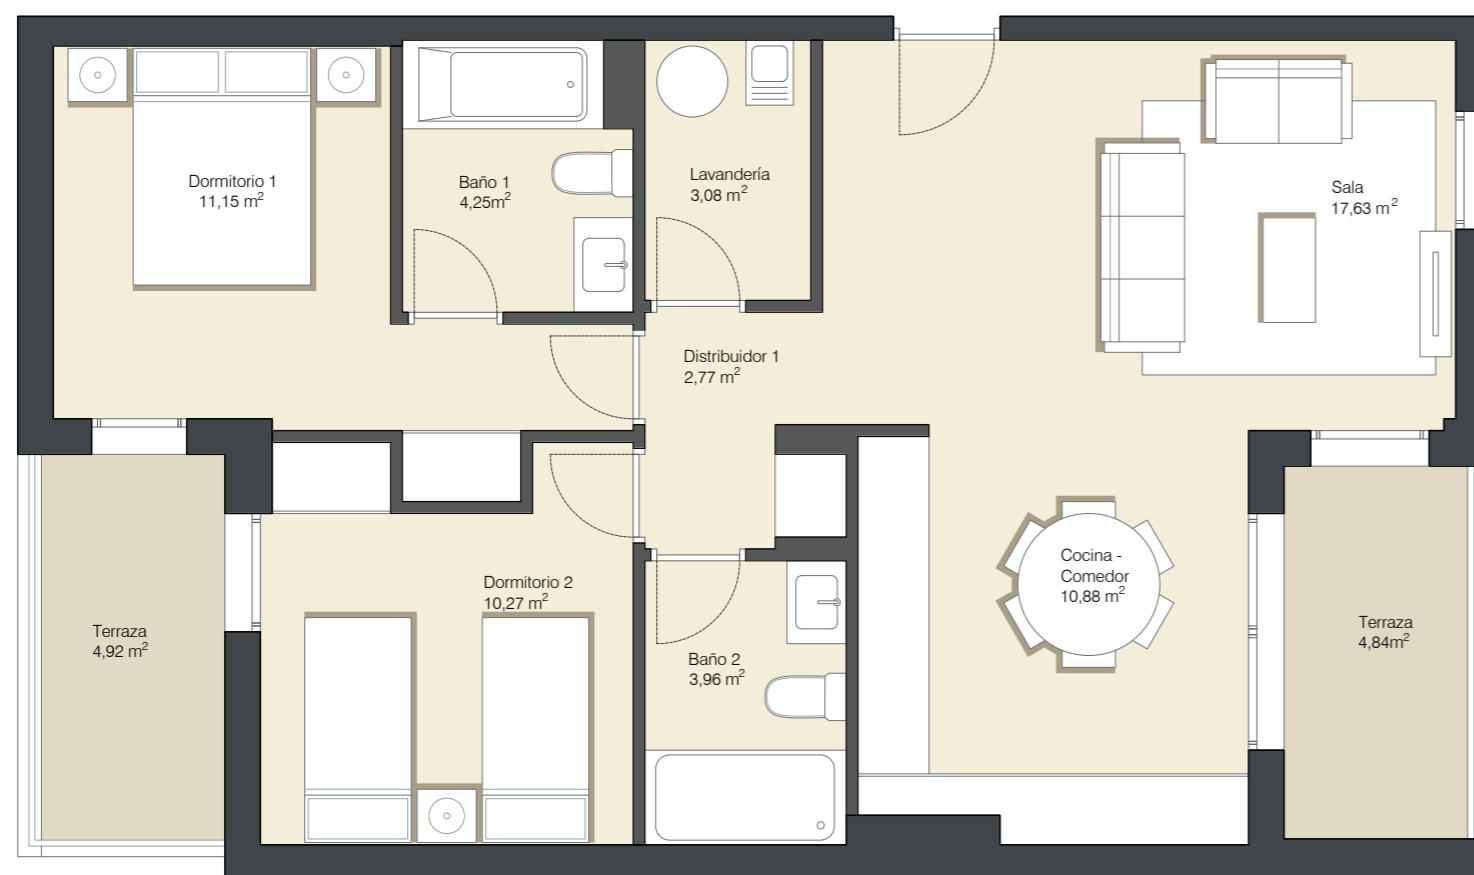 Dormitorio 1
11,15 m²
Baño 1
4,25m²
Lavandería
3,08 m²
Sala
17,63 m²
Distribuidor 1
2,77 m²
Dormitorio 2
10,27 m²
Cocina -
Comedor
10,88 m²
Terraza
4,92 m²
Baño 2
3,96 m²
Terraza
4,84m²